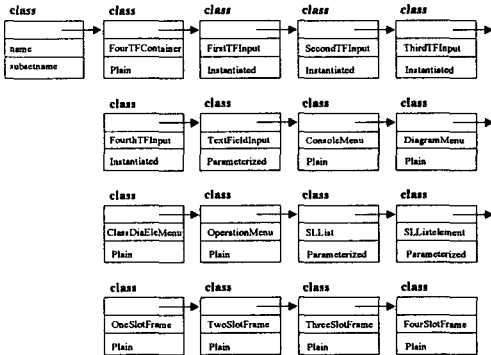 class class class class class
name FourTFContainer FirstTFInput SecondTFInput ThirdTFInput
subsetname Plain Instantiated Instantiated Instantiated
class class class class
FourthTFInput TextFieldInput ConsoleMenu DiagramMenu
Instantiated Parameterized Plain Plain
class class class class
ClassDiaEleMenu OperationMenu SLList SLListelement
Plain Plain Parameterized Parameterized
class class class class
OneSlotFrame TwoSlotFrame ThreeSlotFrame FourSlotFrame
Plain Plain Plain Plain